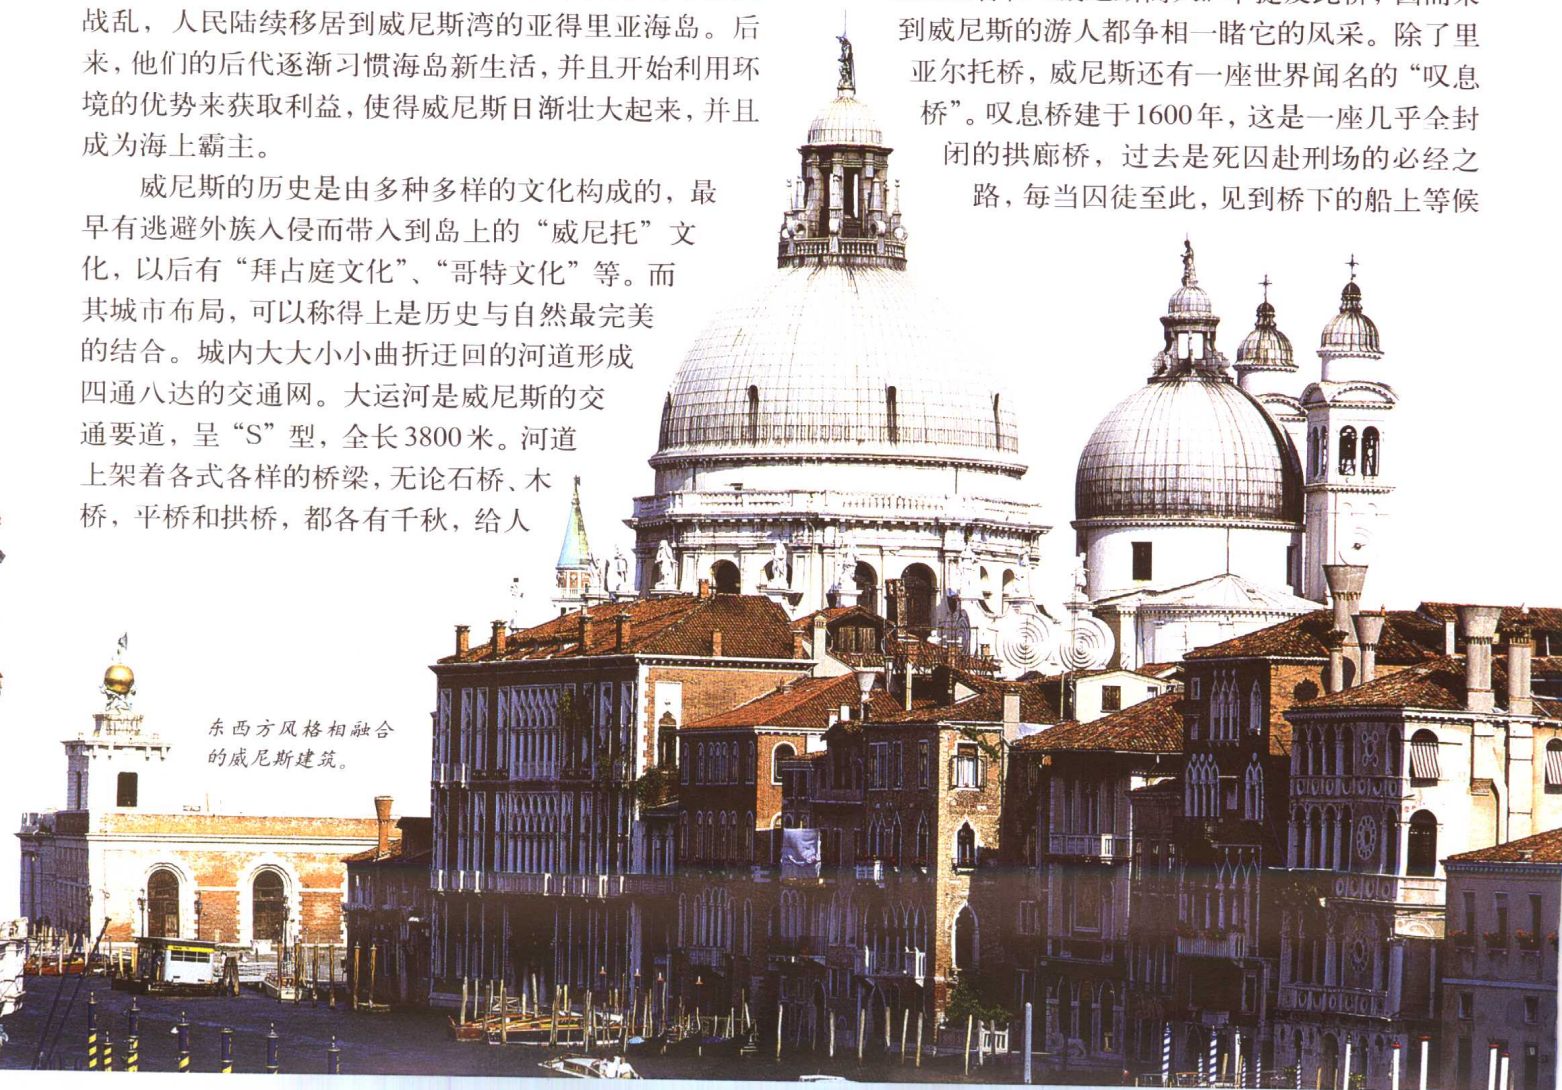 战乱，人民陆续移居到威尼斯湾的亚得里亚海岛。后
来，他们的后代逐渐习惯海岛新生活，并且开始利用环
境的优势来获取利益，使得威尼斯日渐壮大起来，并且
成为海上霸主。
威尼斯的历史是由多种多样的文化构成的，最
早有逃避外族入侵而带入到岛上的“威尼托”文
化，以后有“拜占庭文化”、“哥特文化”等。而
其城市布局，可以称得上是历史与自然最完美
的结合。城内大大小小曲折迂回的河道形成
四通八达的交通网。大运河是威尼斯的交
通要道，呈“S”型，全长3800米。河道
上架着各式各样的桥梁，无论石桥、木
桥，平桥和拱桥，都各有千秋，给人
到威尼斯的游人都争相一睹它的风采。除了里
亚尔托桥，威尼斯还有一座世界闻名的“叹息
桥”。叹息桥建于1600年，这是一座几乎全封
闭的拱廊桥，过去是死囚赴刑场的必经之
路，每当囚徒至此，见到桥下的船上等候
东西方风格相融合
的威尼斯建筑。